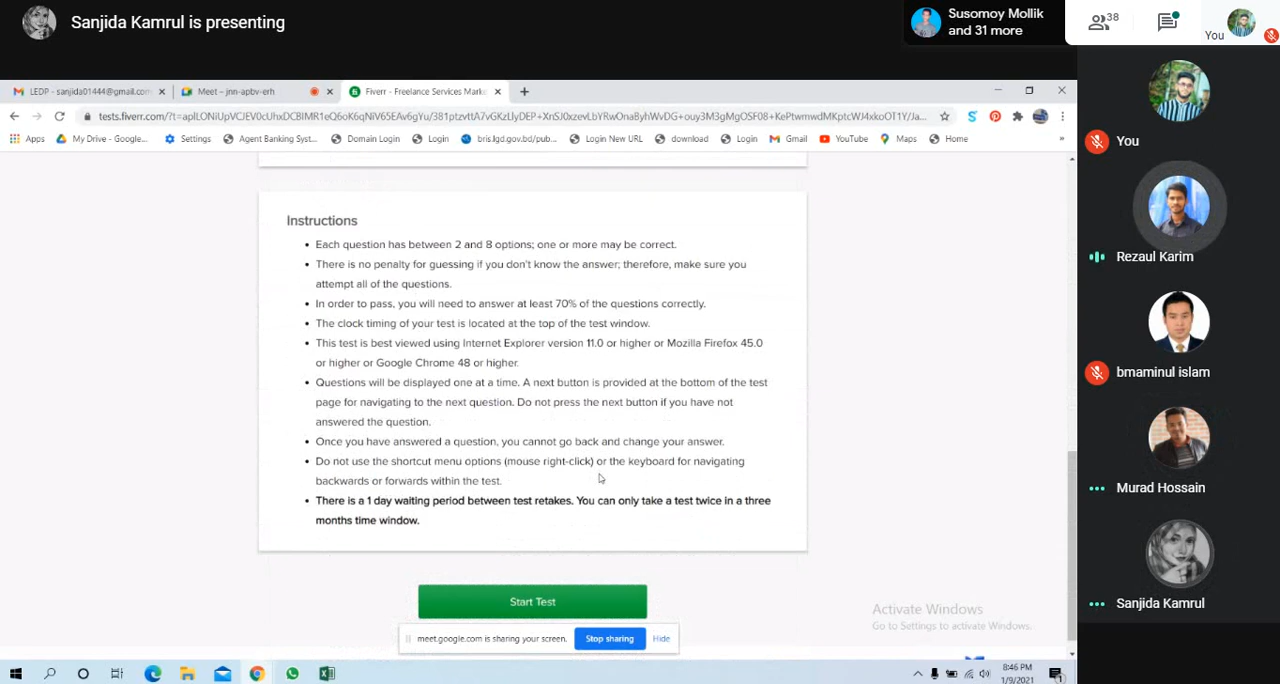 Sanjida Kamrul is presenting
Susomoy Mollik
and 31 more
38
You
LEDP - sanjida01444@gmail.com
Meet – jnn-apbv-erh
Fiverr - Freelance Services Marke
Apps
My Drive - Google...
Settings
Agent Banking Syst...
Domain Login
Login
bris.lgd.gov.bd/pub...
Login New URL
download
Login
Gmail
YouTube
Maps
Home
»
Instructions
• Each question has between 2 and 8 options; one or more may be correct.
• There is no penalty for guessing if you don't know the answer; therefore, make sure you
attempt all of the questions.
• In order to pass, you will need to answer at least 70% of the questions correctly.
• The clock timing of your test is located at the top of the test window.
• This test is best viewed using Internet Explorer version 11.0 or higher or Mozilla Firefox 45.0
or higher or Google Chrome 48 or higher.
• Questions will be displayed one at a time. A next button is provided at the bottom of the test
page for navigating to the next question. Do not press the next button if you have not
answered the question.
• Once you have answered a question, you cannot go back and change your answer.
• Do not use the shortcut menu options (mouse right-click) or the keyboard for navigating
backwards or forwards within the test.
• There is a 1 day waiting period between test retakes. You can only take a test twice in a three
months time window.
Start Test
Activate Windows
Go to Settings to activate Windows.
meet.google.com is sharing your screen.
Stop sharing
Hide
8:46 PM
1/9/2021
You
Rezaul Karim
bmaminul islam
Murad Hossain
Sanjida Kamrul